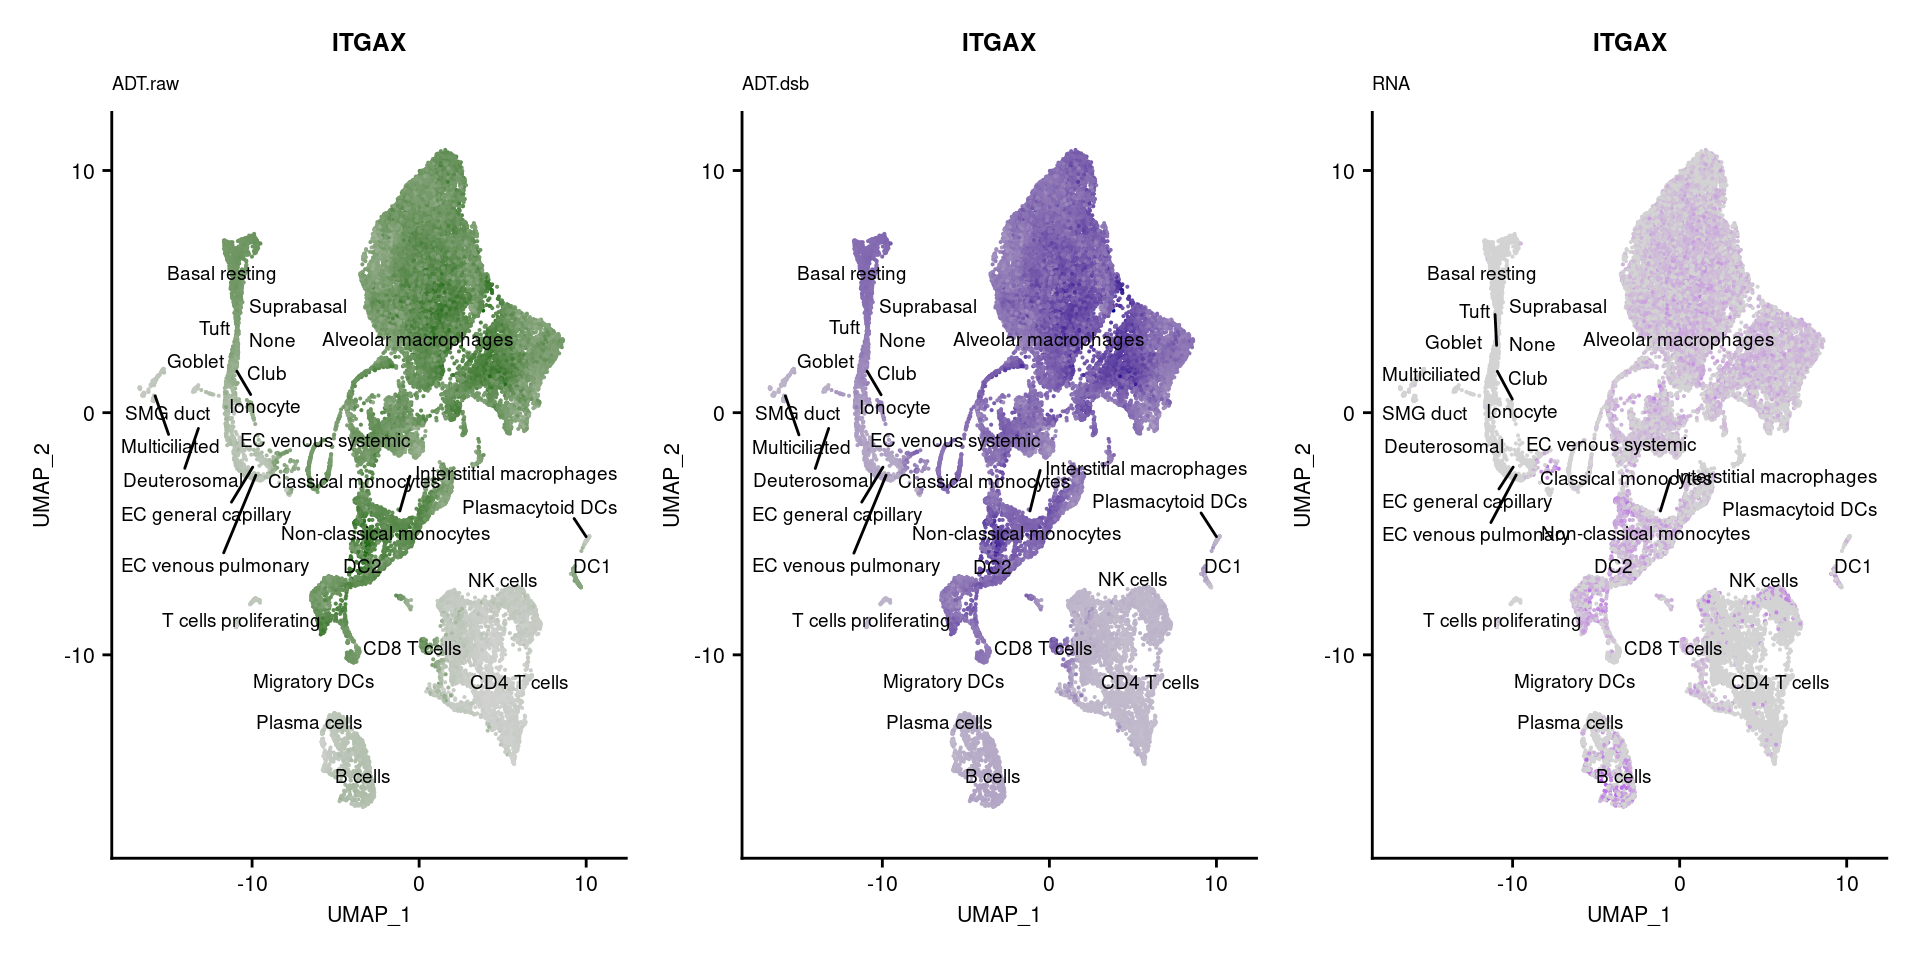 ITGAX
ADT.raw
10
0
-10
-10
0
10
UMAP_1
UMAP_2
Basal resting
Suprabasal
Tuft
None
Alveolar macrophages
Goblet
Club
SMG duct
Ionocyte
Multiciliated
EC venous systemic
Deuterosomal
Classical monocytes
Interstitial macrophages
EC general capillary
Plasmacytoid DCs
Non-classical monocytes
EC venous pulmonary
DC2
DC1
NK cells
T cells proliferating
CD8 T cells
Migratory DCs
CD4 T cells
Plasma cells
B cells
ITGAX
ADT.dsb
10
0
-10
-10
0
10
UMAP_1
UMAP_2
Basal resting
Suprabasal
Tuft
None
Alveolar macrophages
Goblet
Club
SMG duct
Ionocyte
Multiciliated
EC venous systemic
Deuterosomal
Classical monocytes
Interstitial macrophages
EC general capillary
Plasmacytoid DCs
Non-classical monocytes
EC venous pulmonary
DC2
DC1
NK cells
T cells proliferating
CD8 T cells
Migratory DCs
CD4 T cells
Plasma cells
B cells
ITGAX
RNA
10
0
-10
-10
0
10
UMAP_1
UMAP_2
Basal resting
Suprabasal
Tuft
None
Alveolar macrophages
Goblet
Multiciliated
Club
SMG duct
Ionocyte
Deuterosomal
EC venous systemic
Classical monocytes
Interstitial macrophages
EC general capillary
Plasmacytoid DCs
EC venous pulmonary
Non-classical monocytes
DC2
DC1
NK cells
T cells proliferating
CD8 T cells
Migratory DCs
CD4 T cells
Plasma cells
B cells